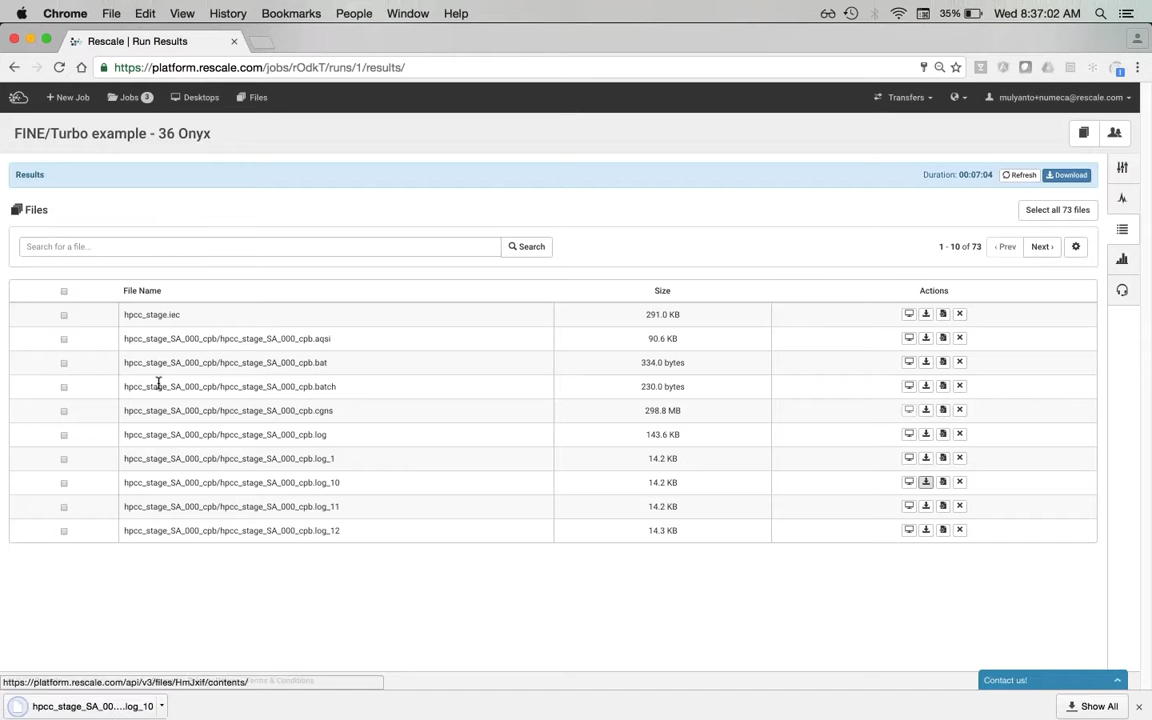 Chrome File Edit View History Bookmarks People Window Help 35% Wed 8:37:02 AM
Rescale | Run Results
https://platform.rescale.com/jobs/rOdkT/runs/1/results/
+ New Job Jobs 3 Desktops Files Transfers mulyanto+numeca@rescale.com
FINE/Turbo example - 36 Onyx
Results Duration: 00:07:04 Refresh Download
Files Select all 73 files
Search for a file... Search 1 - 10 of 73 ‹ Prev Next ›
File Name Size Actions
hpcc_stage.iec 291.0 KB
hpcc_stage_SA_000_cpb/hpcc_stage_SA_000_cpb.aqsi 90.6 KB
hpcc_stage_SA_000_cpb/hpcc_stage_SA_000_cpb.bat 334.0 bytes
hpcc_stage_SA_000_cpb/hpcc_stage_SA_000_cpb.batch 230.0 bytes
hpcc_stage_SA_000_cpb/hpcc_stage_SA_000_cpb.cgns 298.8 MB
hpcc_stage_SA_000_cpb/hpcc_stage_SA_000_cpb.log 143.6 KB
hpcc_stage_SA_000_cpb/hpcc_stage_SA_000_cpb.log_1 14.2 KB
hpcc_stage_SA_000_cpb/hpcc_stage_SA_000_cpb.log_10 14.2 KB
hpcc_stage_SA_000_cpb/hpcc_stage_SA_000_cpb.log_11 14.2 KB
hpcc_stage_SA_000_cpb/hpcc_stage_SA_000_cpb.log_12 14.3 KB
https://platform.rescale.com/api/v3/files/HmJxif/contents/ Terms & Conditions Contact us!
hpcc_stage_SA_00....log_10 Show All